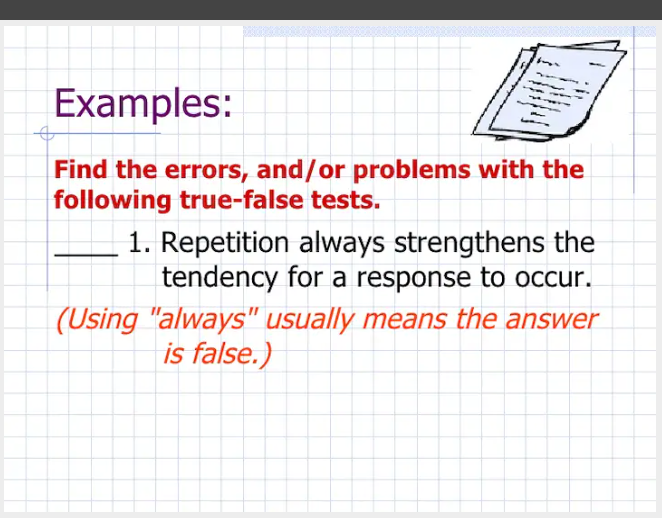 Examples:
Find the errors, and/or problems with the
following true-false tests.
____ 1. Repetition always strengthens the
tendency for a response to occur.
(Using "always" usually means the answer
is false.)